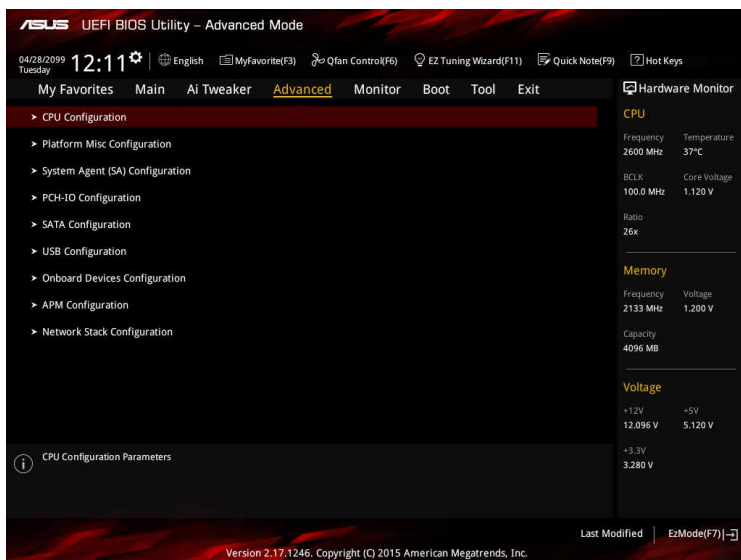 ASUS UEFI BIOS Utility – Advanced Mode
04/28/2099 Tuesday 12:11 English MyFavorite(F3) Qfan Control(F6) EZ Tuning Wizard(F11) Quick Note(F9) ? Hot Keys
My Favorites Main Ai Tweaker Advanced Monitor Boot Tool Exit
Hardware Monitor
> CPU Configuration
> Platform Misc Configuration
> System Agent (SA) Configuration
> PCH-IO Configuration
> SATA Configuration
> USB Configuration
> Onboard Devices Configuration
> APM Configuration
> Network Stack Configuration
CPU
Frequency Temperature
2600 MHz 37°C
BCLK Core Voltage
100.0 MHz 1.120 V
Ratio
26x
Memory
Frequency Voltage
2133 MHz 1.200 V
Capacity
4096 MB
Voltage
+12V +5V
12.096 V 5.120 V
+3.3V
3.280 V
i CPU Configuration Parameters
Last Modified EzMode(F7)
Version 2.17.1246. Copyright (C) 2015 American Megatrends, Inc.